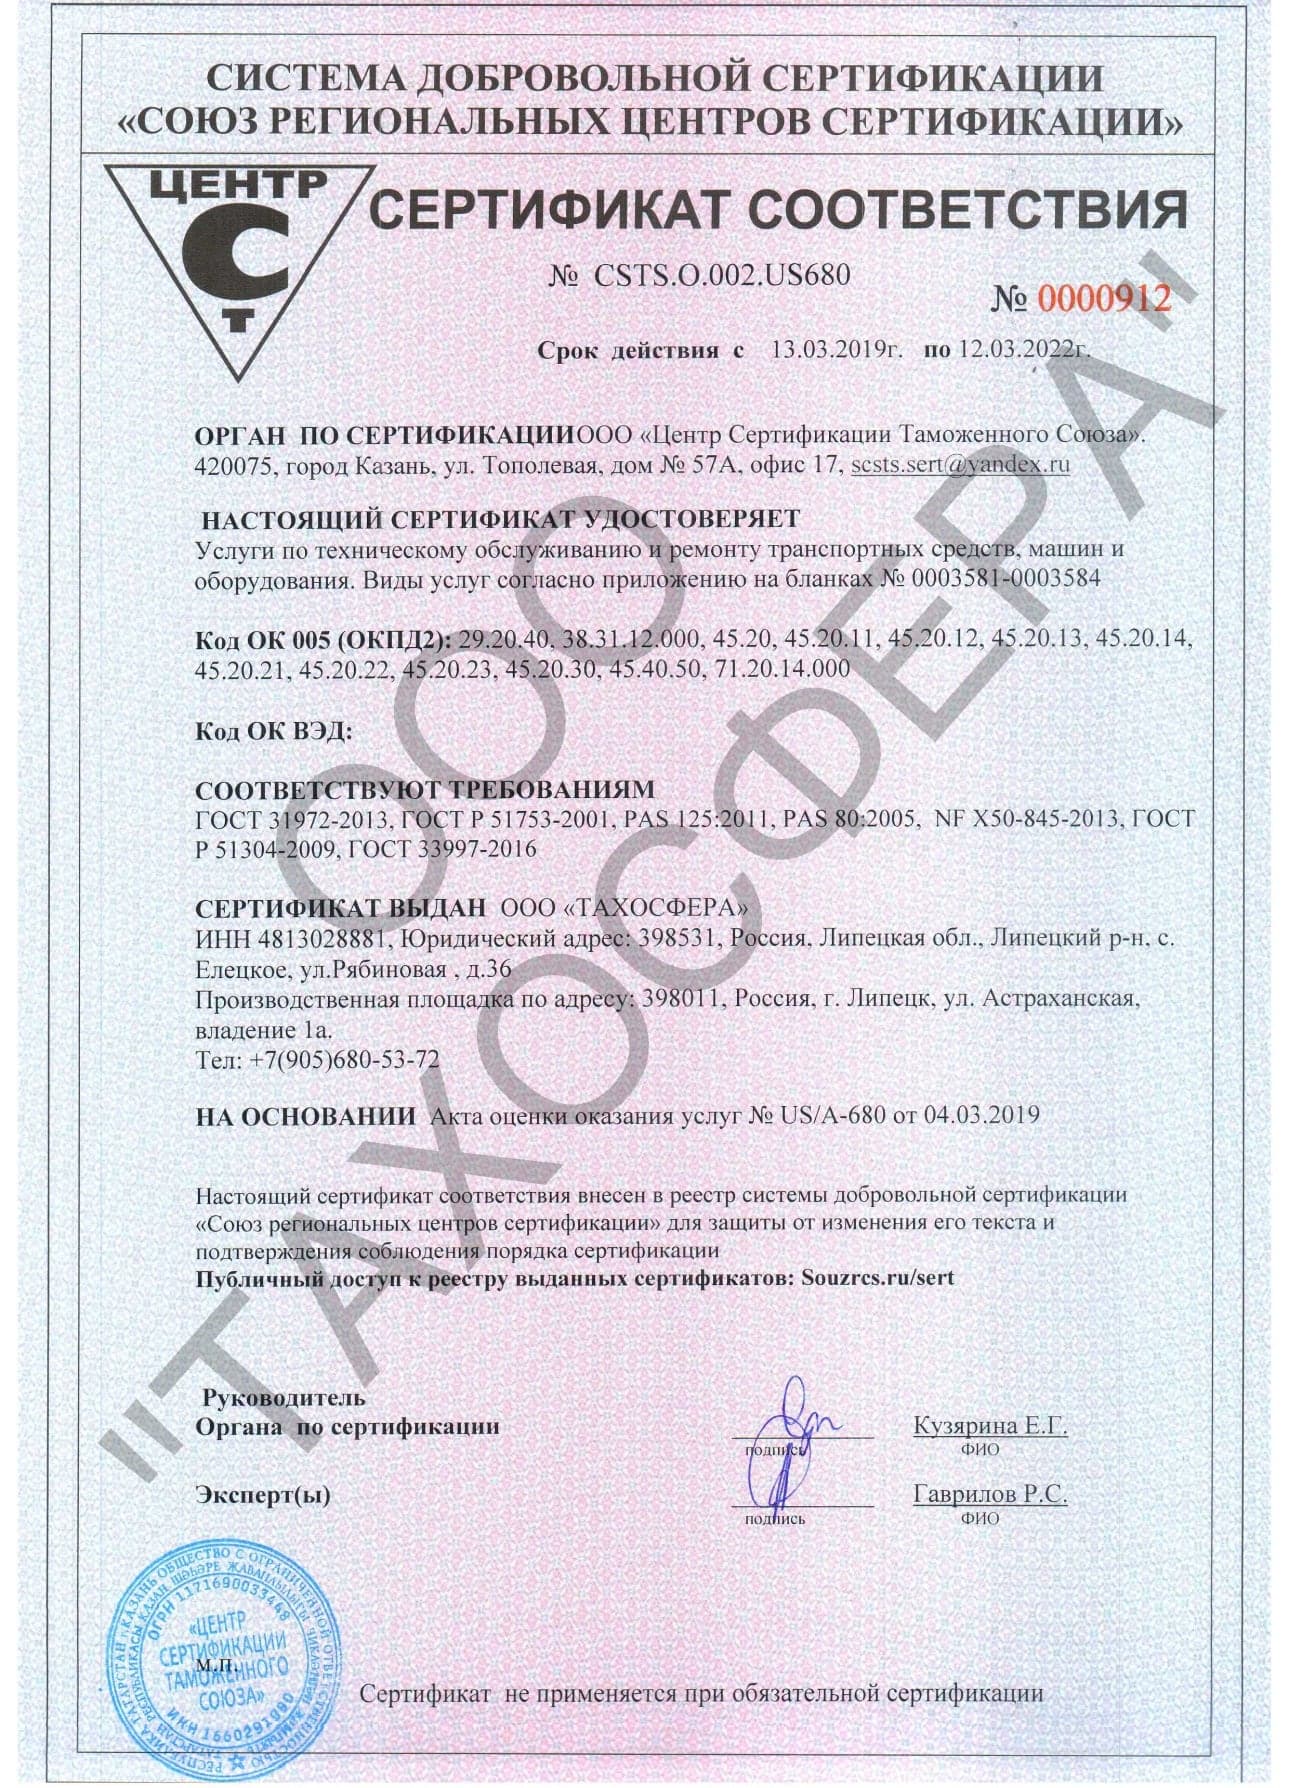 СИСТЕМА ДОБРОВОЛЬНОЙ СЕРТИФИКАЦИИ
«СОЮЗ РЕГИОНАЛЬНЫХ ЦЕНТРОВ СЕРТИФИКАЦИИ»
ЦЕНТР
С
Т
СЕРТИФИКАТ СООТВЕТСТВИЯ
№ CSTS.O.002.US680
№ 0000912
Срок действия с 13.03.2019г. по 12.03.2022г.
ОРГАН ПО СЕРТИФИКАЦИИООО «Центр Сертификации Таможенного Союза».
420075, город Казань, ул. Тополевая, дом № 57А, офис 17, scsts.sert@yandex.ru
НАСТОЯЩИЙ СЕРТИФИКАТ УДОСТОВЕРЯЕТ
Услуги по техническому обслуживанию и ремонту транспортных средств, машин и
оборудования. Виды услуг согласно приложению на бланках № 0003581-0003584
Код ОК 005 (ОКПД2): 29.20.40, 38.31.12.000, 45.20, 45.20.11, 45.20.12, 45.20.13, 45.20.14,
45.20.21, 45.20.22, 45.20.23, 45.20.30, 45.40.50, 71.20.14.000
Код ОК ВЭД:
СООТВЕТСТВУЮТ ТРЕБОВАНИЯМ
ГОСТ 31972-2013, ГОСТ Р 51753-2001, PAS 125:2011, PAS 80:2005, NF X50-845-2013, ГОСТ
Р 51304-2009, ГОСТ 33997-2016
СЕРТИФИКАТ ВЫДАН ООО «ТАХОСФЕРА»
ИНН 4813028881, Юридический адрес: 398531, Россия, Липецкая обл., Липецкий р-н, с.
Елецкое, ул.Рябиновая , д.36
Производственная площадка по адресу: 398011, Россия, г. Липецк, ул. Астраханская,
владение 1а.
Тел: +7(905)680-53-72
НА ОСНОВАНИИ Акта оценки оказания услуг № US/A-680 от 04.03.2019
Настоящий сертификат соответствия внесен в реестр системы добровольной сертификации
«Союз региональных центров сертификации» для защиты от изменения его текста и
подтверждения соблюдения порядка сертификации
Публичный доступ к реестру выданных сертификатов: Souzrcs.ru/sert
Руководитель
Органа по сертификации
подпись
Кузярина Е.Г.
ФИО
Эксперт(ы)
подпись
Гаврилов Р.С.
ФИО
РЕСПУБЛИКА ТАТАРСТАН г.КАЗАНЬ ОБЩЕСТВО С ОГРАНИЧЕННОЙ ОТВЕТСТВЕННОСТЬЮ
ОГРН 1171690033468
«ЦЕНТР
СЕРТИФИКАЦИИ
ТАМОЖЕННОГО
СОЮЗА»
ИНН 1660291990
М.П.
Сертификат не применяется при обязательной сертификации
ООО
"ТАХОСФЕРА"